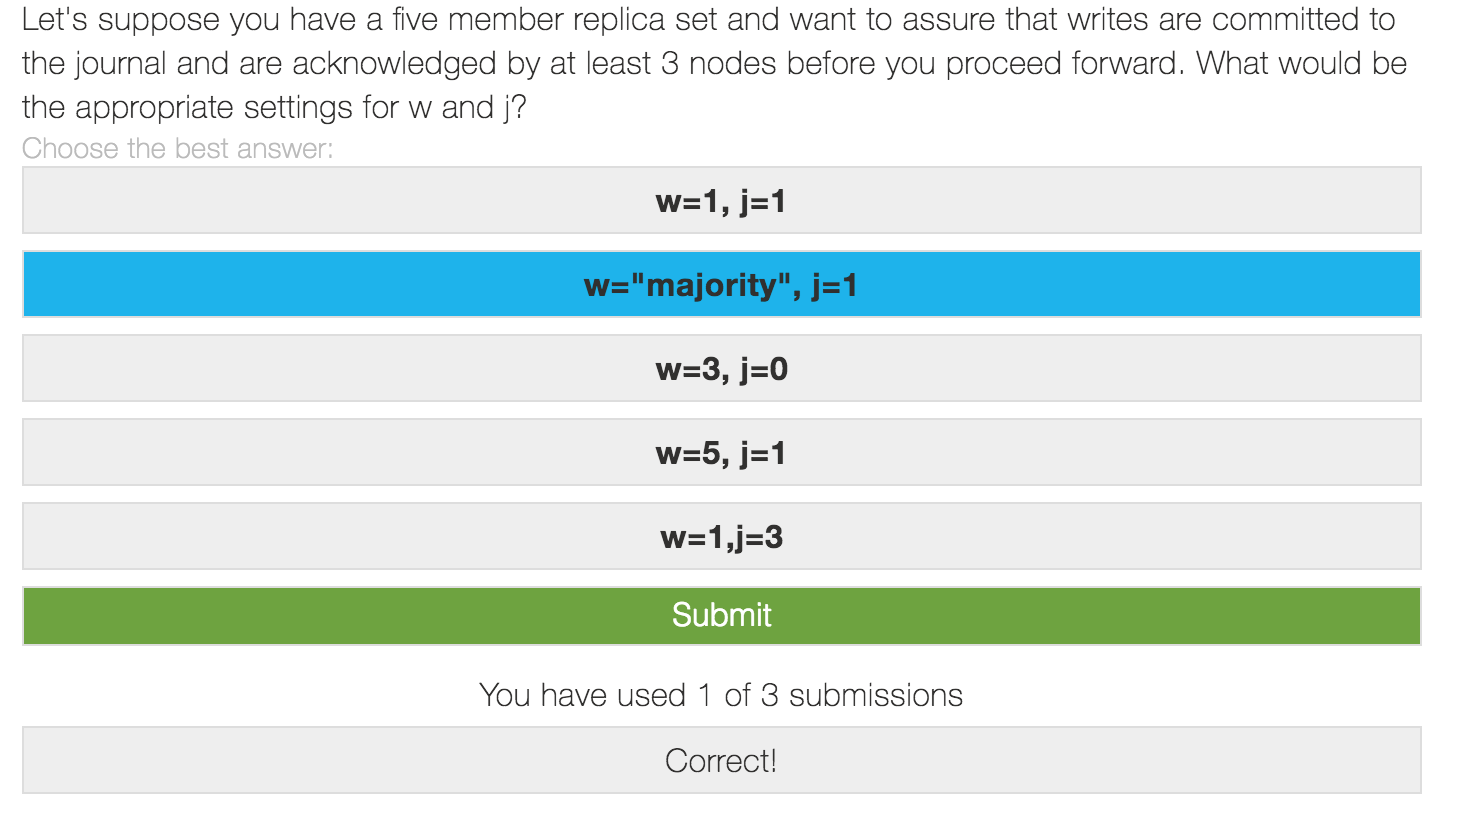 Let's suppose you have a five member replica set and want to assure that writes are committed to
the journal and are acknowledged by at least 3 nodes before you proceed forward. What would be
the appropriate settings for w and j?
Choose the best answer:
w=1, j=1
w="majority", j=1
w=3, j=0
w=5, j=1
w=1,j=3
Submit
You have used 1 of 3 submissions
Correct!